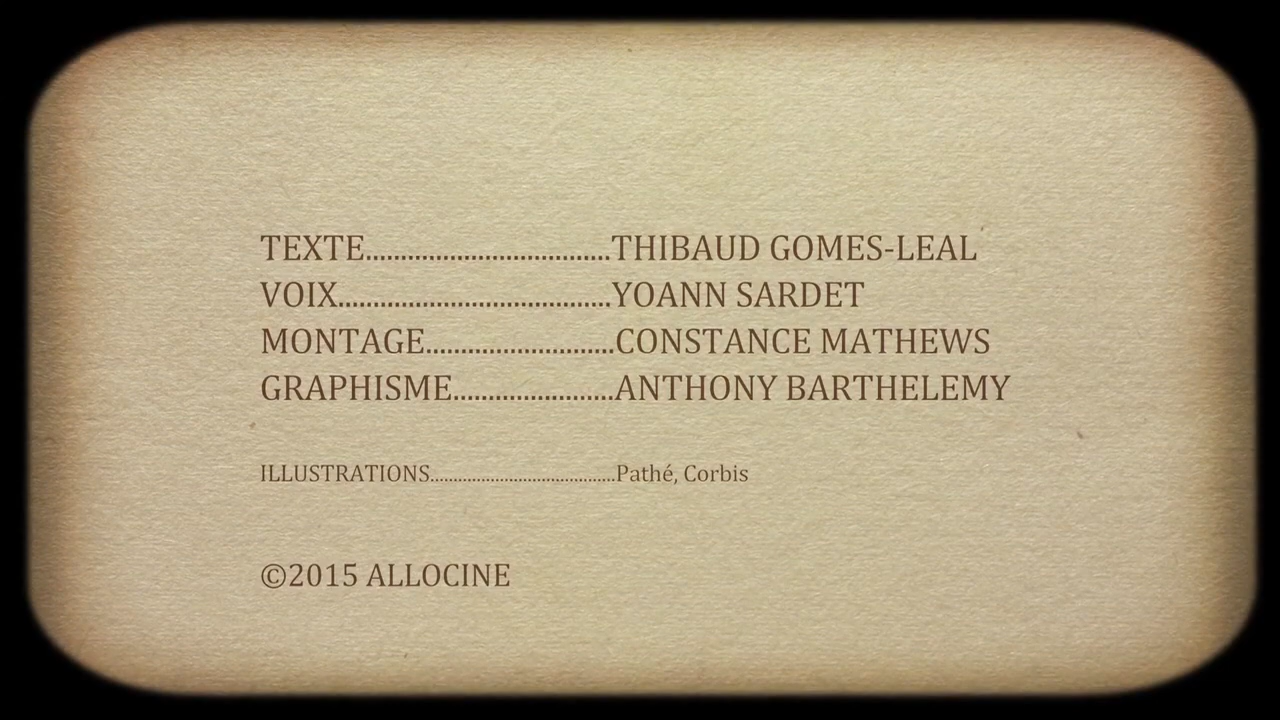 TEXTE...................................THIBAUD GOMES-LEAL
VOIX.......................................YOANN SARDET
MONTAGE...........................CONSTANCE MATHEWS
GRAPHISME.......................ANTHONY BARTHELEMY
ILLUSTRATIONS........................................Pathé, Corbis
©2015 ALLOCINE